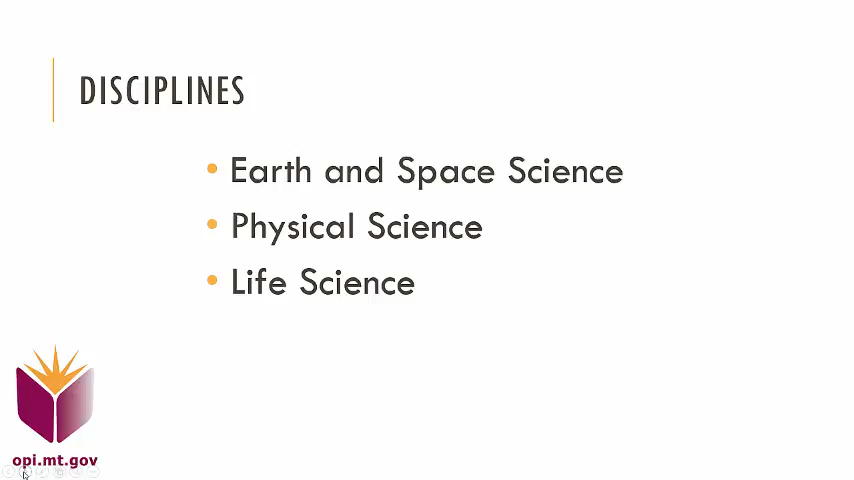 DISCIPLINES
• Earth and Space Science
• Physical Science
• Life Science
opi.mt.gov